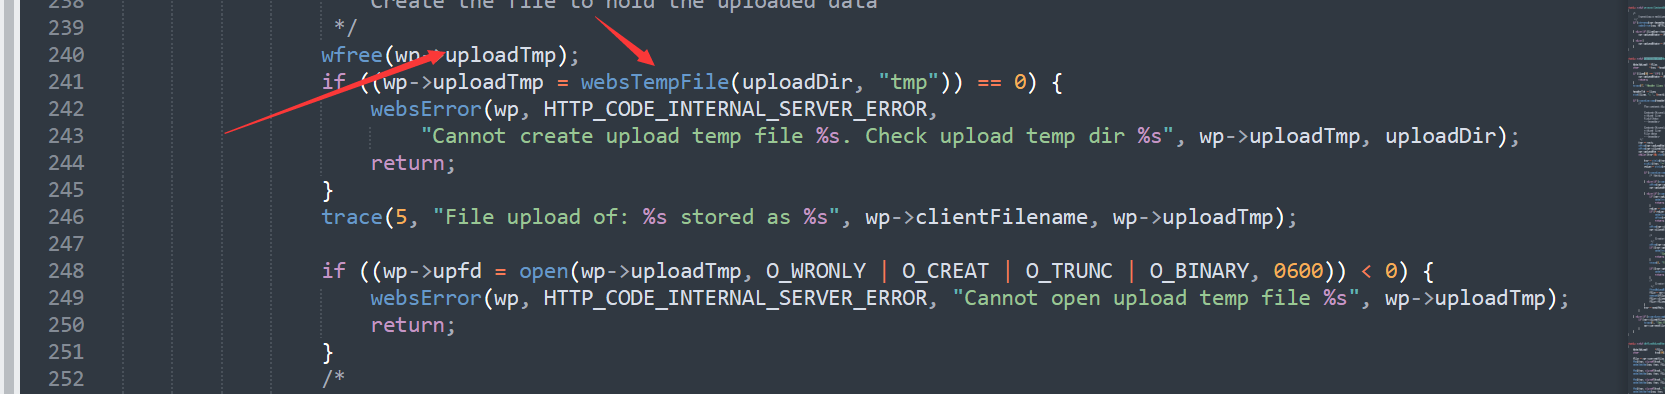 238 Create the file to hold the uploaded data
239 */
240 wfree(wp->uploadTmp);
241 if ((wp->uploadTmp = websTempFile(uploadDir, "tmp")) == 0) {
242 websError(wp, HTTP_CODE_INTERNAL_SERVER_ERROR,
243 "Cannot create upload temp file %s. Check upload temp dir %s", wp->uploadTmp, uploadDir);
244 return;
245 }
246 trace(5, "File upload of: %s stored as %s", wp->clientFilename, wp->uploadTmp);
247
248 if ((wp->upfd = open(wp->uploadTmp, O_WRONLY | O_CREAT | O_TRUNC | O_BINARY, 0600)) < 0) {
249 websError(wp, HTTP_CODE_INTERNAL_SERVER_ERROR, "Cannot open upload temp file %s", wp->uploadTmp);
250 return;
251 }
252 /*